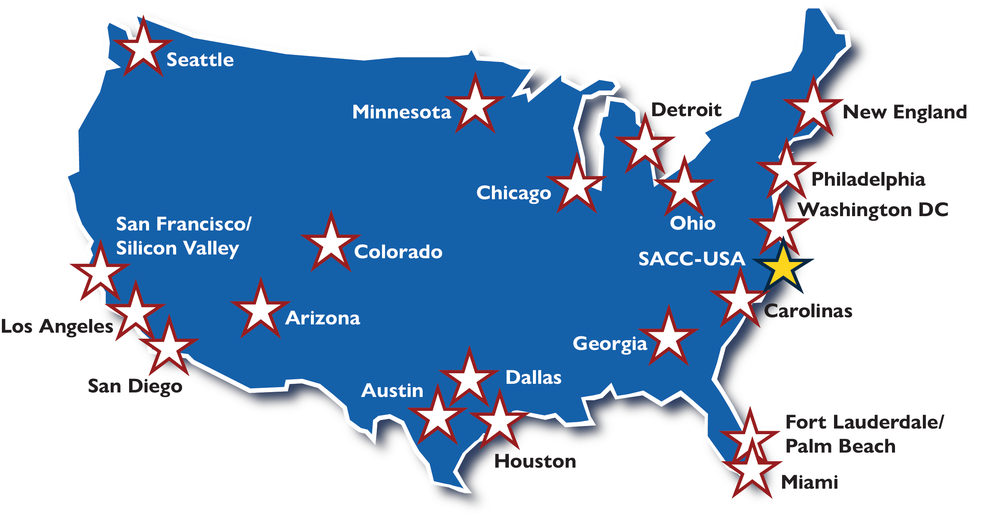 Seattle
Minnesota
Detroit
New England
Philadelphia
Chicago
Washington DC
Ohio
San Francisco/
Silicon Valley
Colorado
SACC-USA
Carolinas
Arizona
Los Angeles
Georgia
San Diego
Dallas
Austin
Houston
Fort Lauderdale/
Palm Beach
Miami